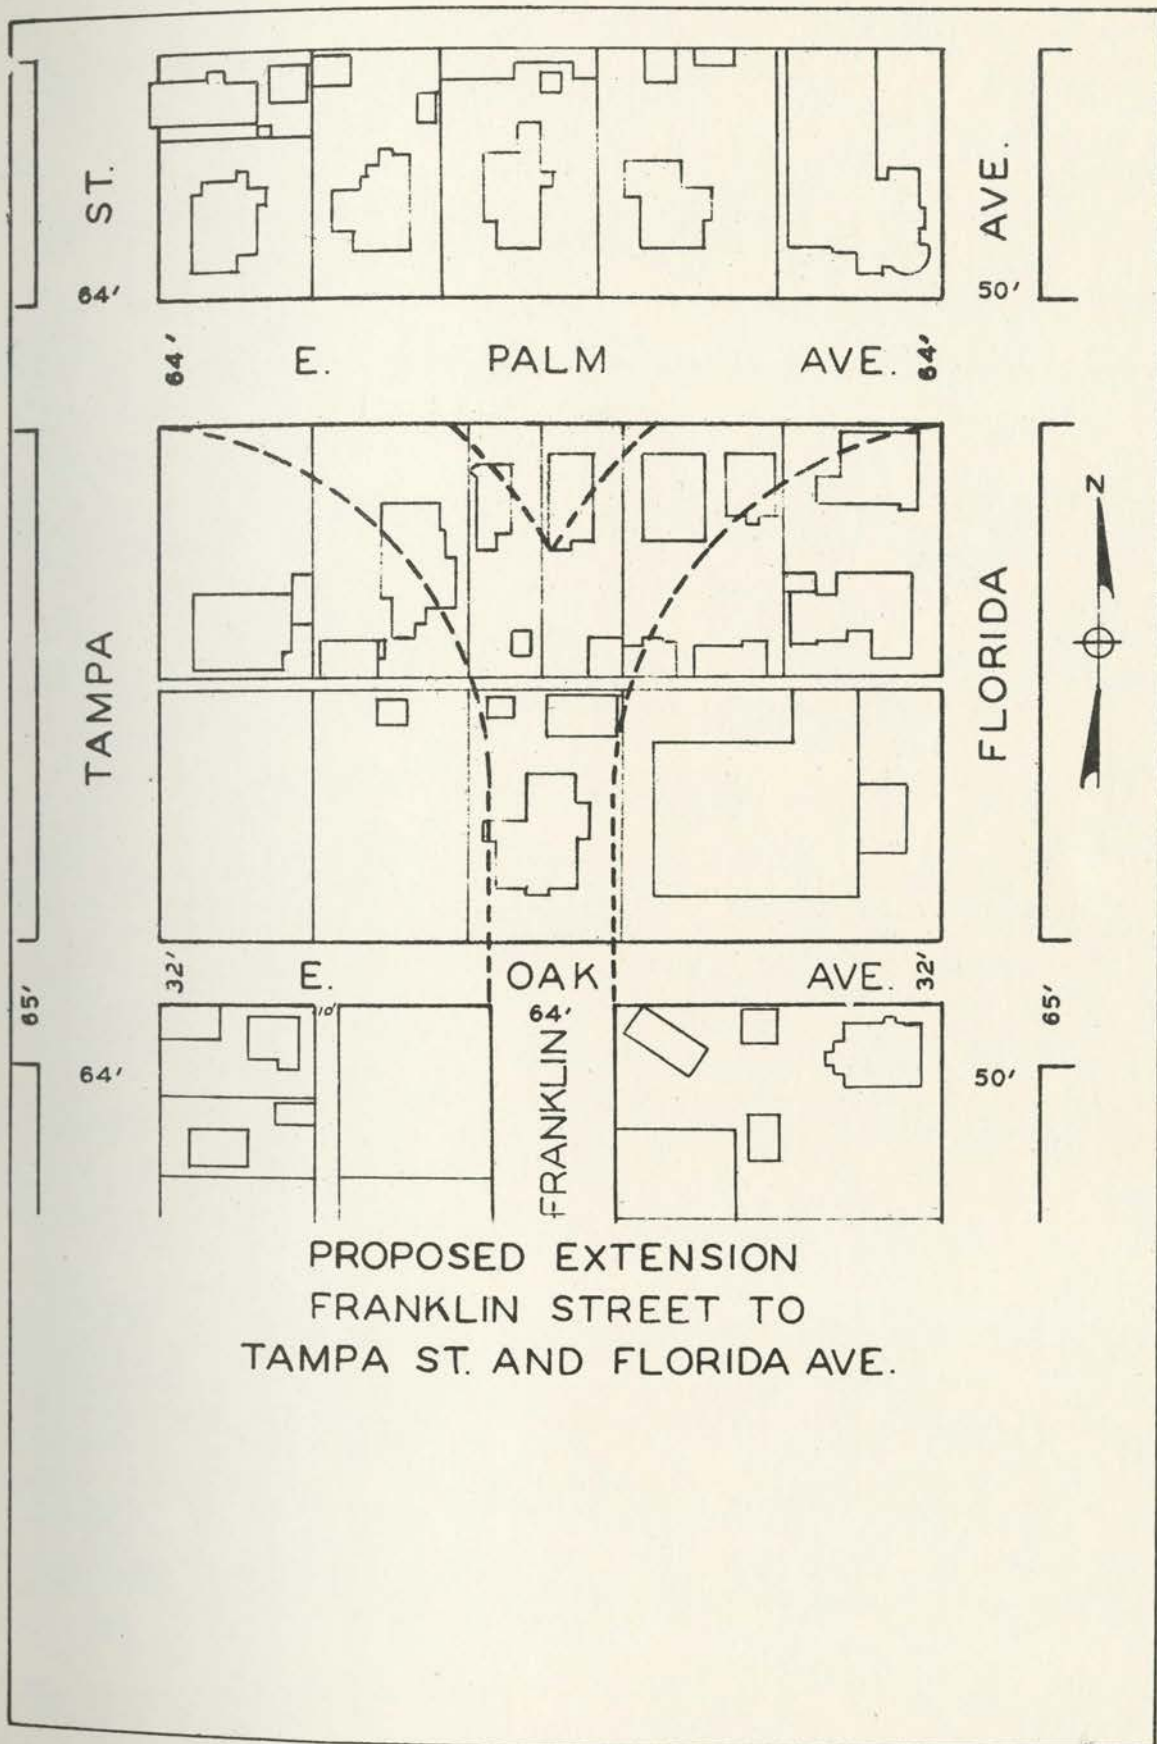 ST.
AVE.
64'
50'
64'
E. PALM AVE.
64'
N
TAMPA
FLORIDA
32'
E. OAK AVE.
32'
65'
65'
10'
64'
64'
50'
FRANKLIN
PROPOSED EXTENSION
FRANKLIN STREET TO
TAMPA ST. AND FLORIDA AVE.